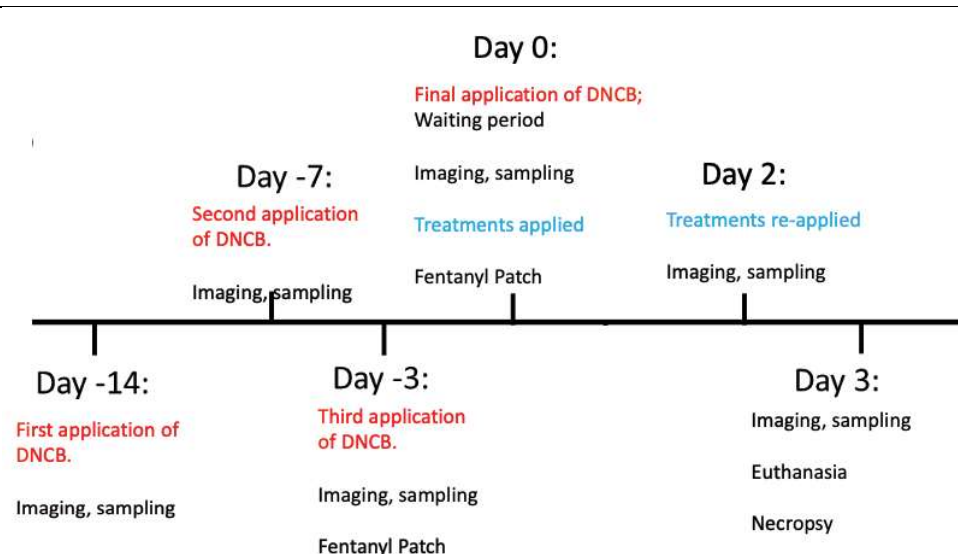 Day 0:
Final application of DNCB;
Waiting period
Imaging, sampling
Treatments applied
Fentanyl Patch
Day -7:
Second application
of DNCB.
Imaging, sampling
Day 2:
Treatments re-applied
Imaging, sampling
Day -14:
First application of
DNCB.
Imaging, sampling
Day -3:
Third application
of DNCB.
Imaging, sampling
Fentanyl Patch
Day 3:
Imaging, sampling
Euthanasia
Necropsy